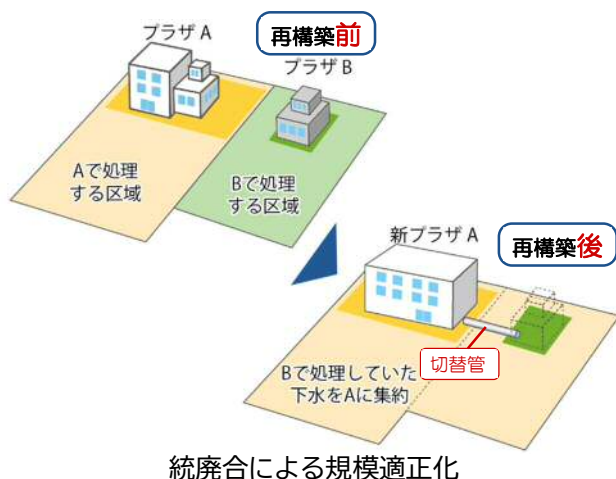 プラザ A
再構築前
プラザ B
Aで処理
する区域
Bで処理
する区域
新プラザ A
再構築後
切替管
Bで処理していた
下水をAに集約
統廃合による規模適正化